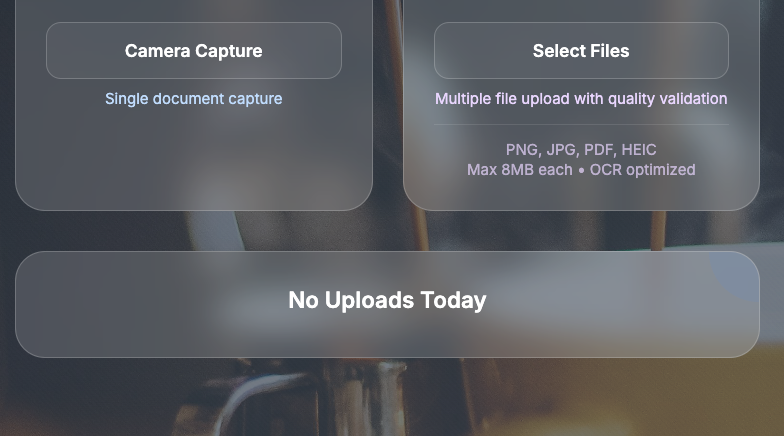 Camera Capture
Single document capture
Select Files
Multiple file upload with quality validation
PNG, JPG, PDF, HEIC
Max 8MB each • OCR optimized
No Uploads Today